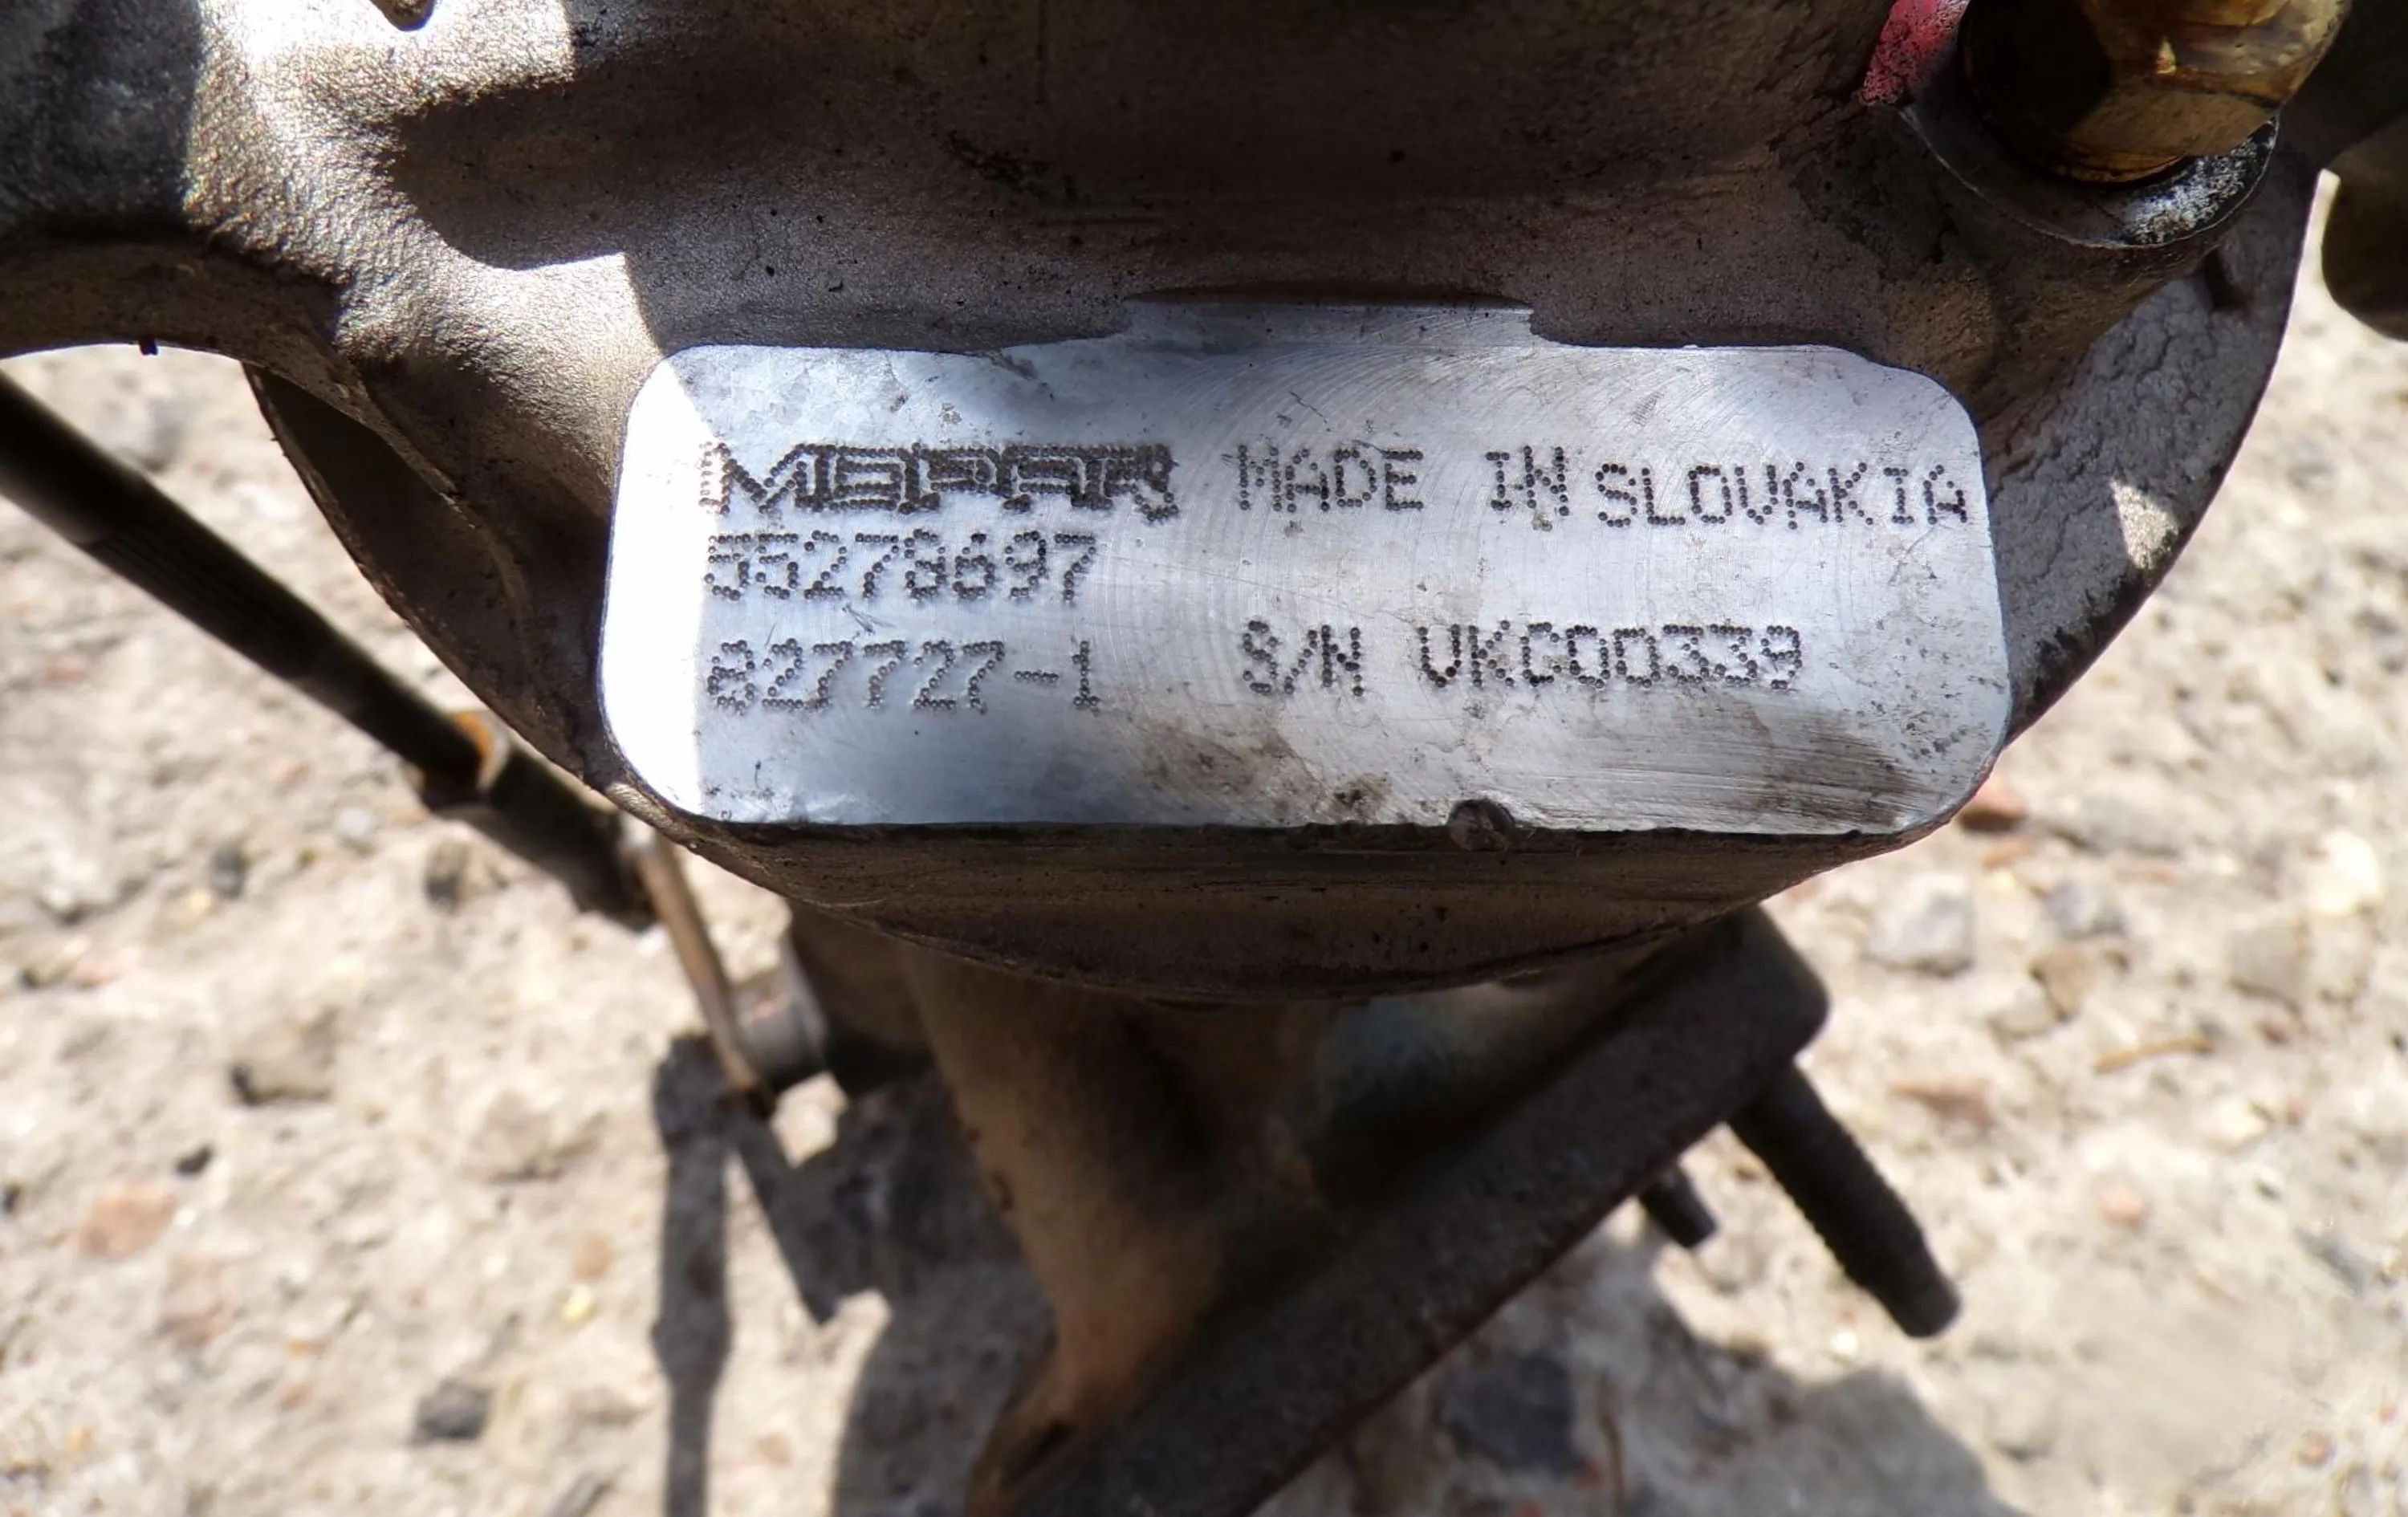 MOPAR MADE IN SLOVAKIA
55278697
827727-1 S/N VKC00339